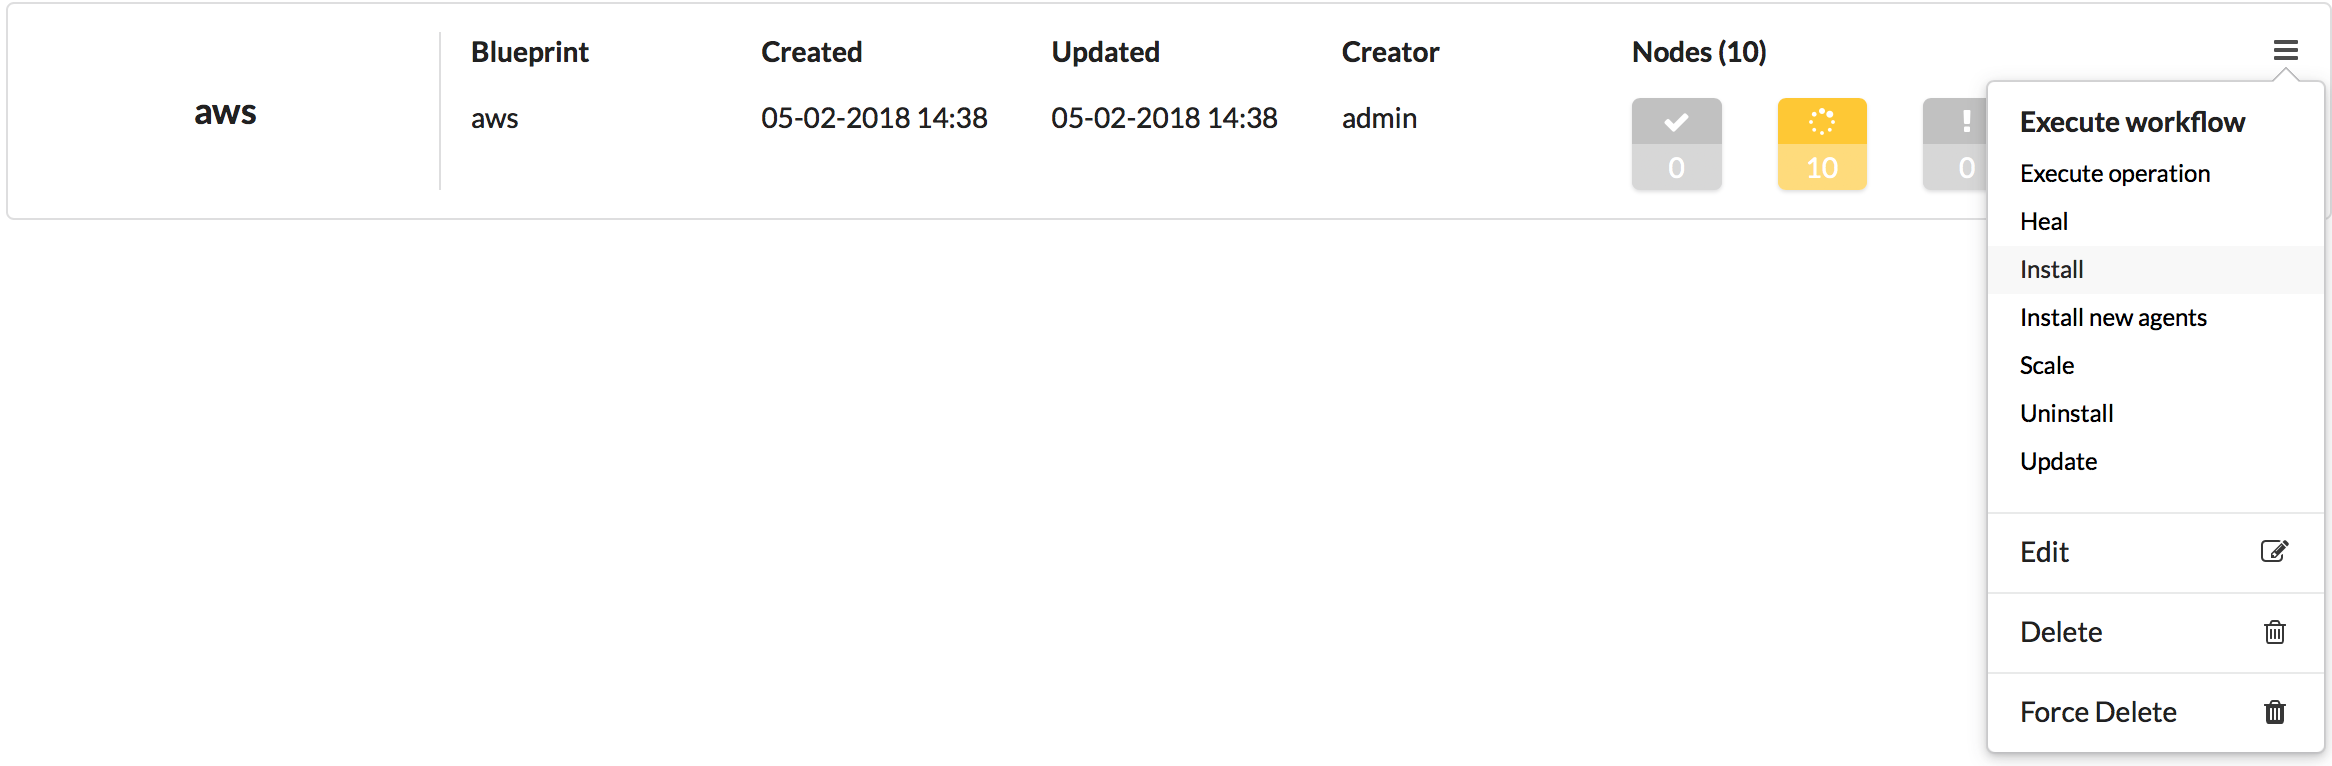 aws
Blueprint Created Updated Creator Nodes (10)
aws 05-02-2018 14:38 05-02-2018 14:38 admin
0 10 0
Execute workflow
Execute operation
Heal
Install
Install new agents
Scale
Uninstall
Update
Edit
Delete
Force Delete